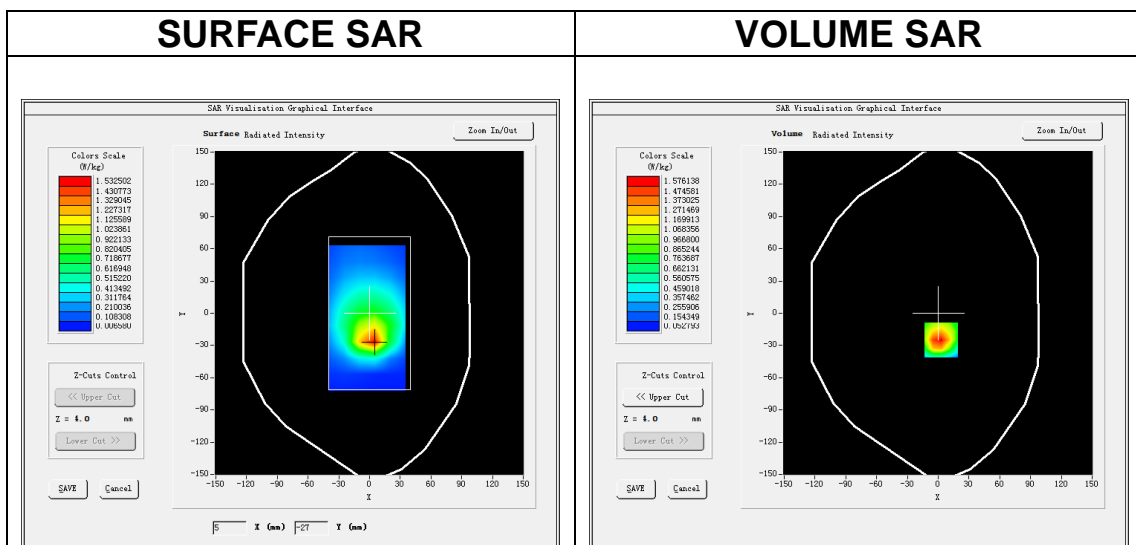 SURFACE SAR
VOLUME SAR
SAR Visualisation Graphical Interface
Surface Radiated Intensity
Zoom In/Out
Colors Scale
(W/kg)
1.532502
1.430773
1.329045
1.227317
1.125589
1.023861
0.922133
0.820405
0.718677
0.616948
0.515220
0.413492
0.311764
0.210036
0.108308
0.006580
Z-Cuts Control
<< Upper Cut
Z = 4.0 mm
Lower Cut >>
SAVE
Cancel
150
120
90
60
30
0
-30
-60
-90
-120
-150
Y
-150 -120 -90 -60 -30 0 30 60 90 120 150
X
5 X (mm) -27 Y (mm)
SAR Visualisation Graphical Interface
Volume Radiated Intensity
Zoom In/Out
Colors Scale
(W/kg)
1.576138
1.474581
1.373025
1.271469
1.169913
1.068356
0.966800
0.865244
0.763687
0.662131
0.560575
0.459018
0.357462
0.255906
0.154349
0.052793
Z-Cuts Control
<< Upper Cut
Z = 4.0 mm
Lower Cut >>
SAVE
Cancel
150
120
90
60
30
0
-30
-60
-90
-120
-150
Y
-150 -120 -90 -60 -30 0 30 60 90 120 150
X